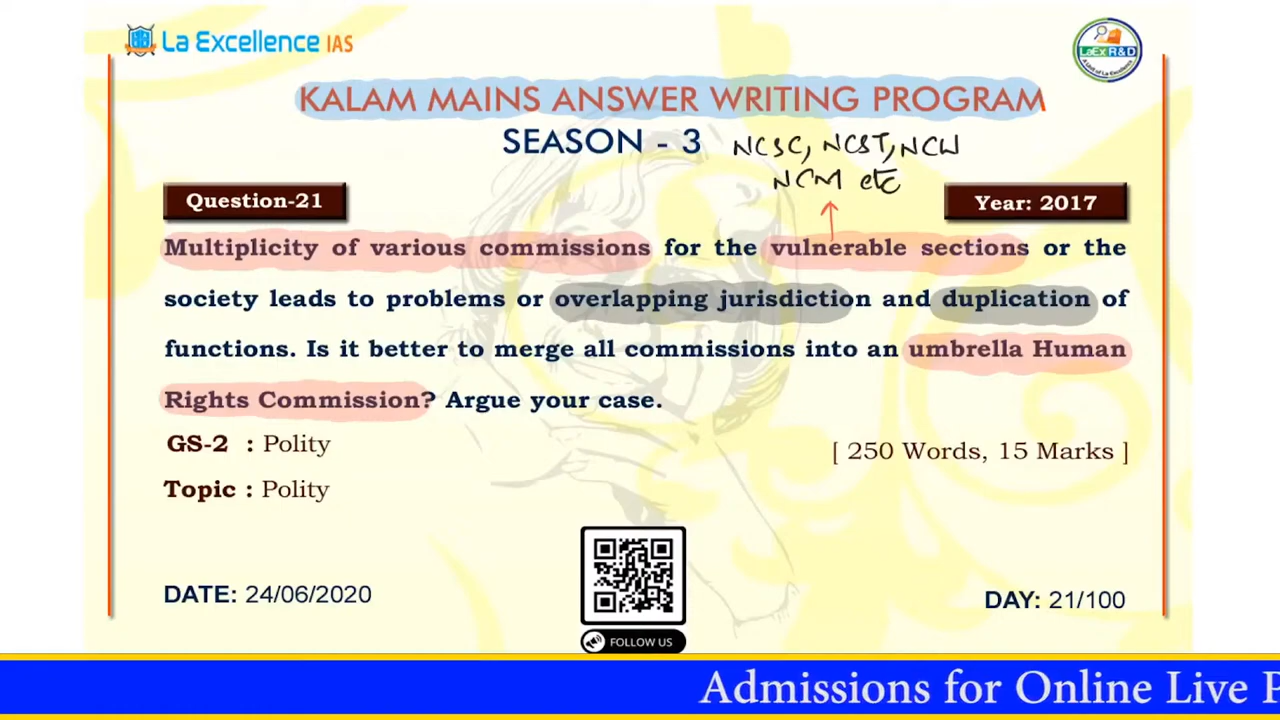 La Excellence IAS
LaEx R&D
A Unit of La Excellence
KALAM MAINS ANSWER WRITING PROGRAM
SEASON - 3
NCSC, NCST, NCW
NCM etc
Question-21
Year: 2017
Multiplicity of various commissions for the vulnerable sections or the
society leads to problems or overlapping jurisdiction and duplication of
functions. Is it better to merge all commissions into an umbrella Human
Rights Commission? Argue your case.
GS-2 : Polity
[ 250 Words, 15 Marks ]
Topic : Polity
DATE: 24/06/2020
DAY: 21/100
FOLLOW US
Admissions for Online Live P